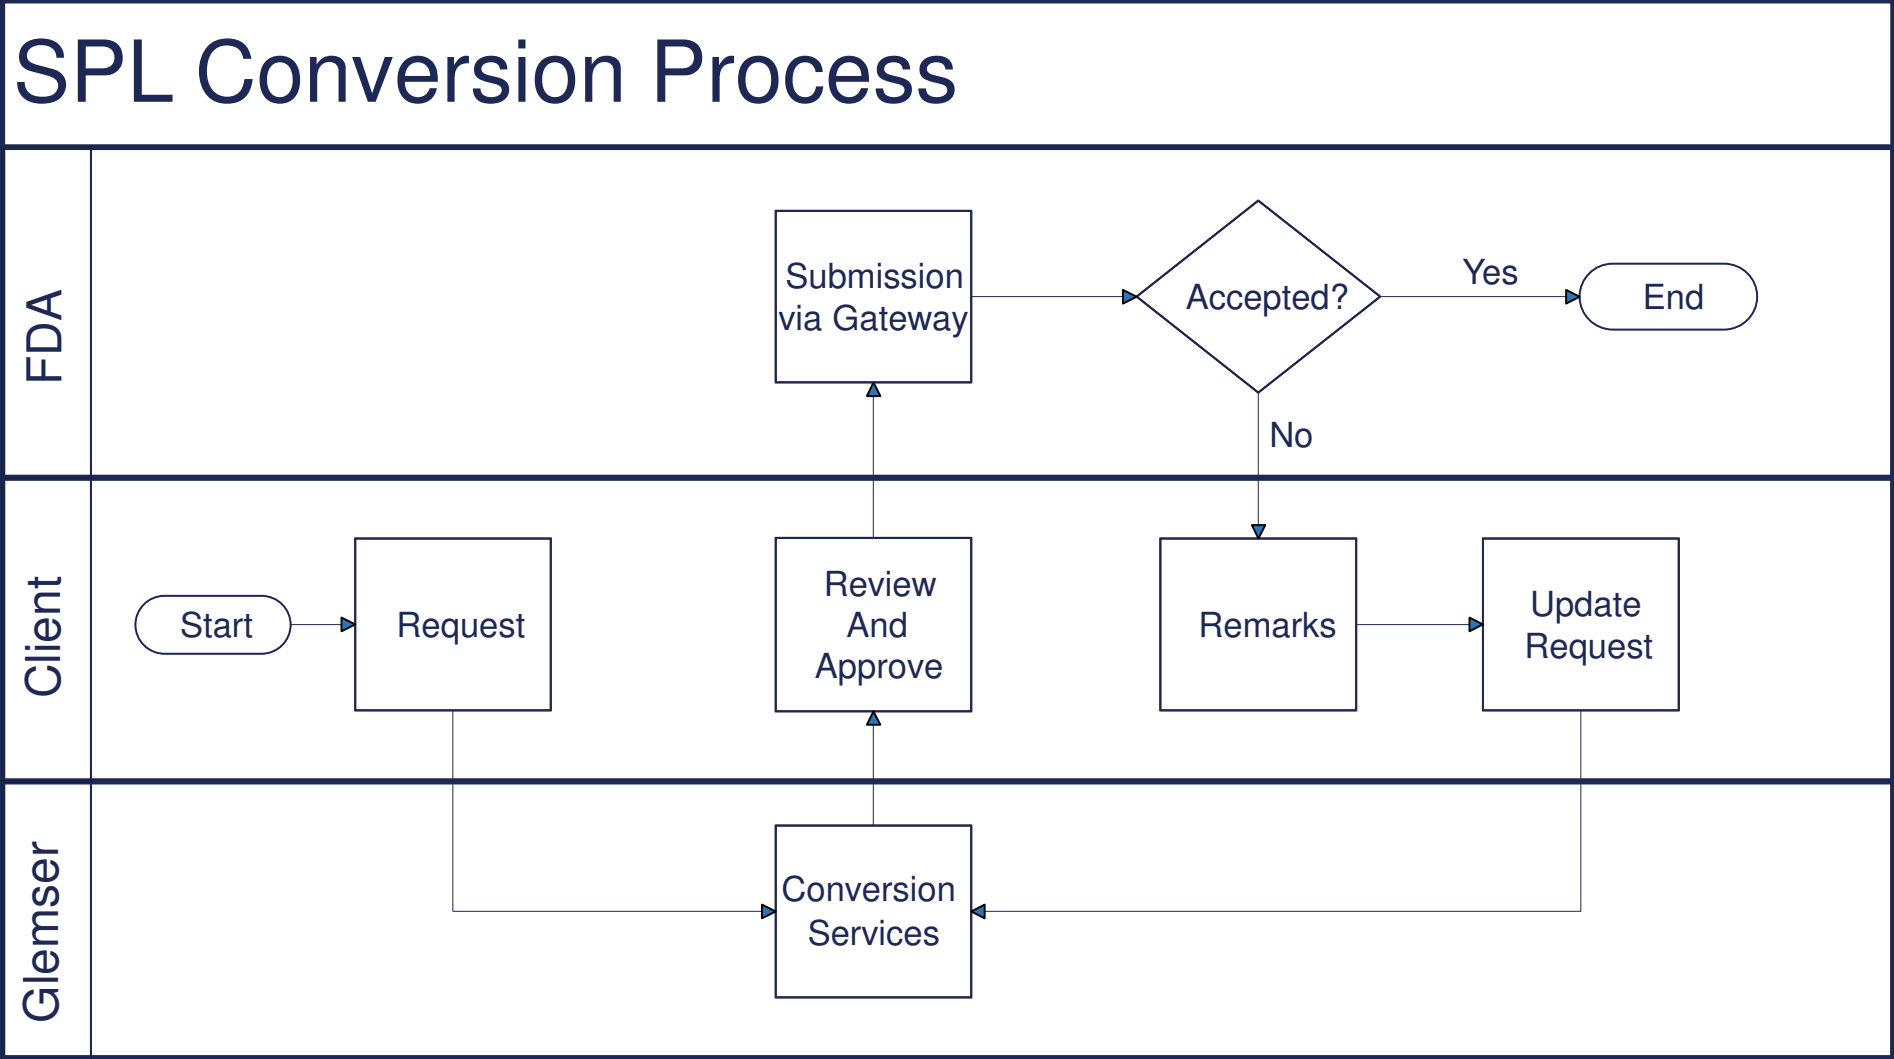 SPL Conversion Process
FDA
Submission
via Gateway
Accepted?
Yes
End
No
Client
Start
Request
Review
And
Approve
Remarks
Update
Request
Glemser
Conversion
Services